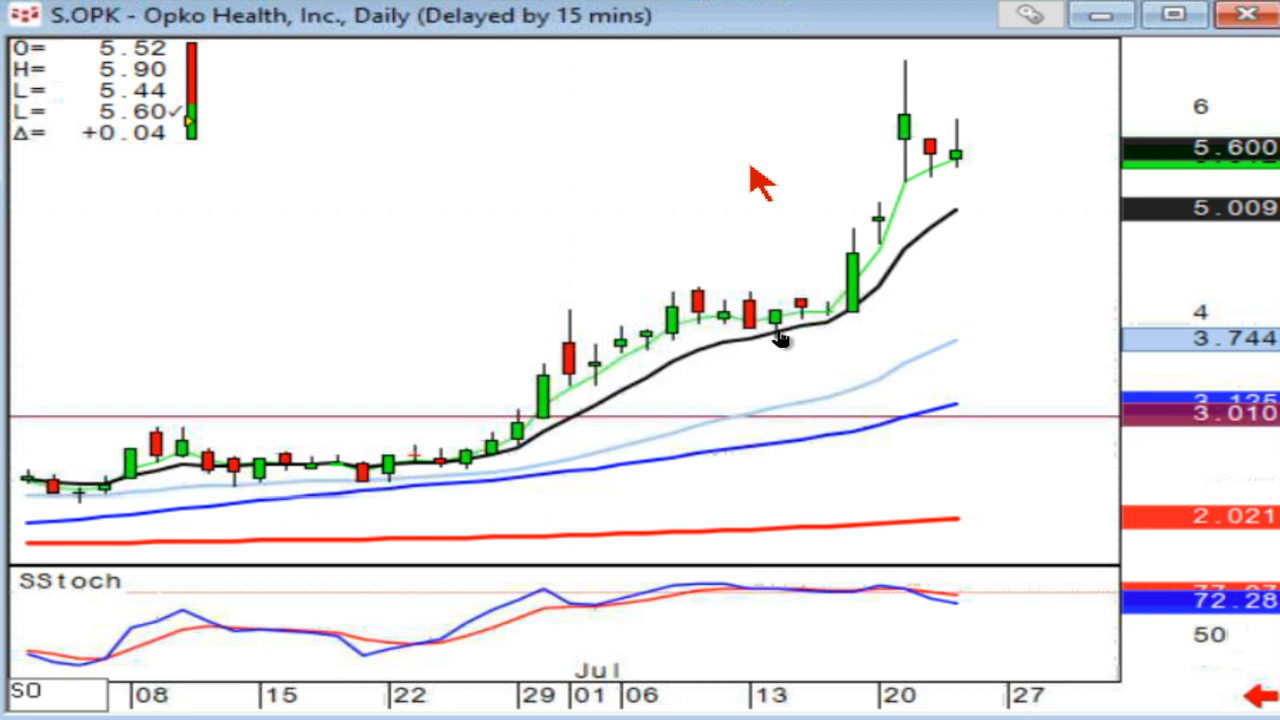 S.OPK - Opko Health, Inc., Daily (Delayed by 15 mins)
O= 5.52
H= 5.90
L= 5.44
L= 5.60✓
Δ= +0.04
6
5.600
5.009
4
3.744
3.125
3.010
2.021
SStoch
72.28
50
Jul
SO
08 15 22 29 01 06 13 20 27